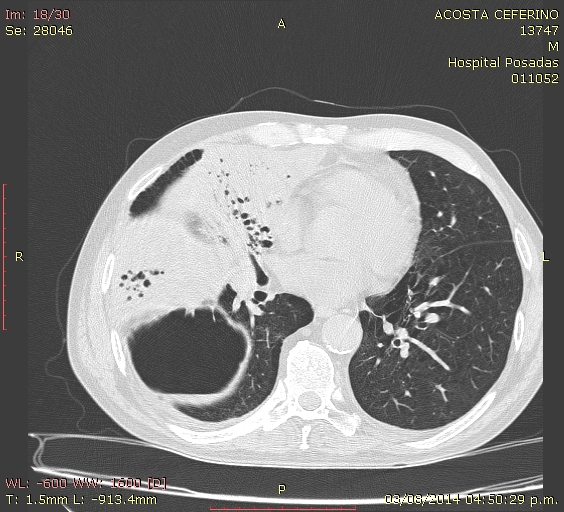 Im: 18/30
Se: 28046
A
ACOSTA CEFERINO
13747
M
Hospital Posadas
011052
R
L
WL: -600 WW: 1600 [D]
T: 1.5mm L: -913.4mm
P
03/08/2014 04:50:29 p.m.